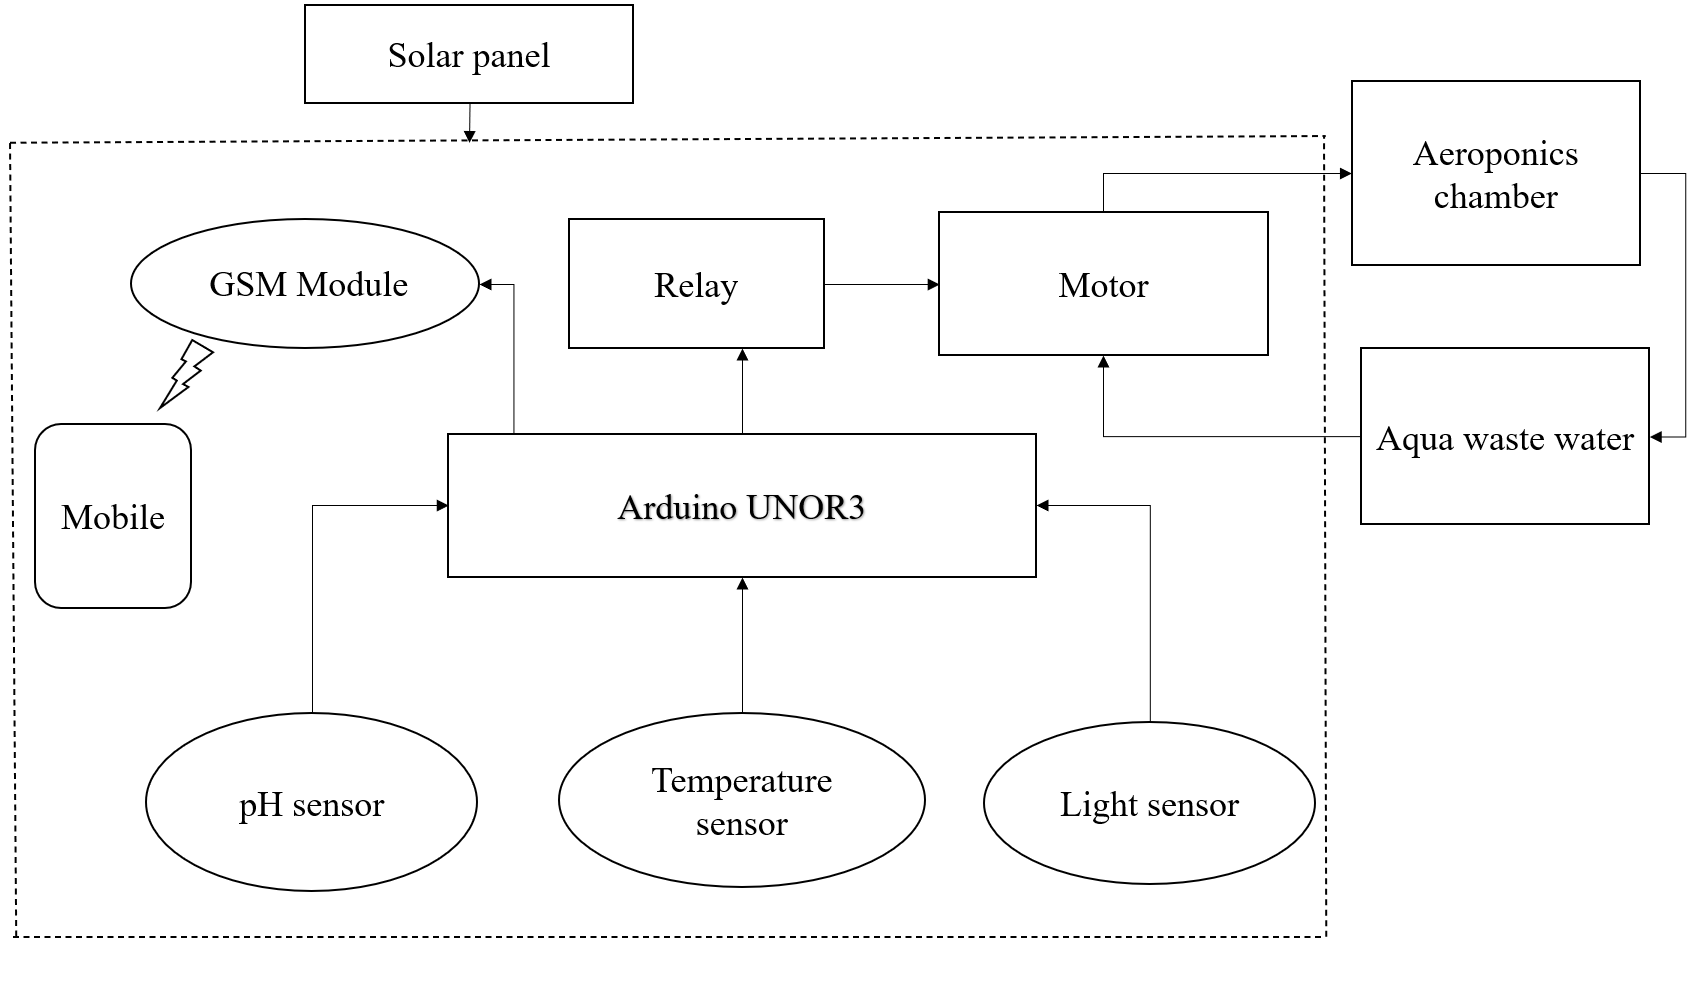 Solar panel
Aeroponics
chamber
GSM Module
Relay
Motor
Aqua waste water
Mobile
Arduino UNOR3
pH sensor
Temperature
sensor
Light sensor